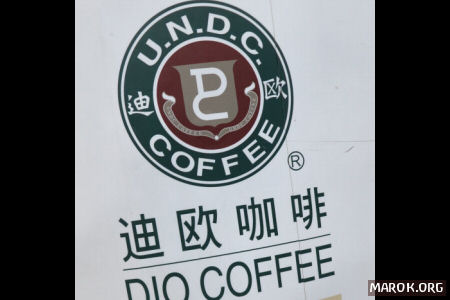 U.N.D.C.
迪 欧
COFFEE
®
迪欧咖啡
DIO COFFEE
MAROK.ORG